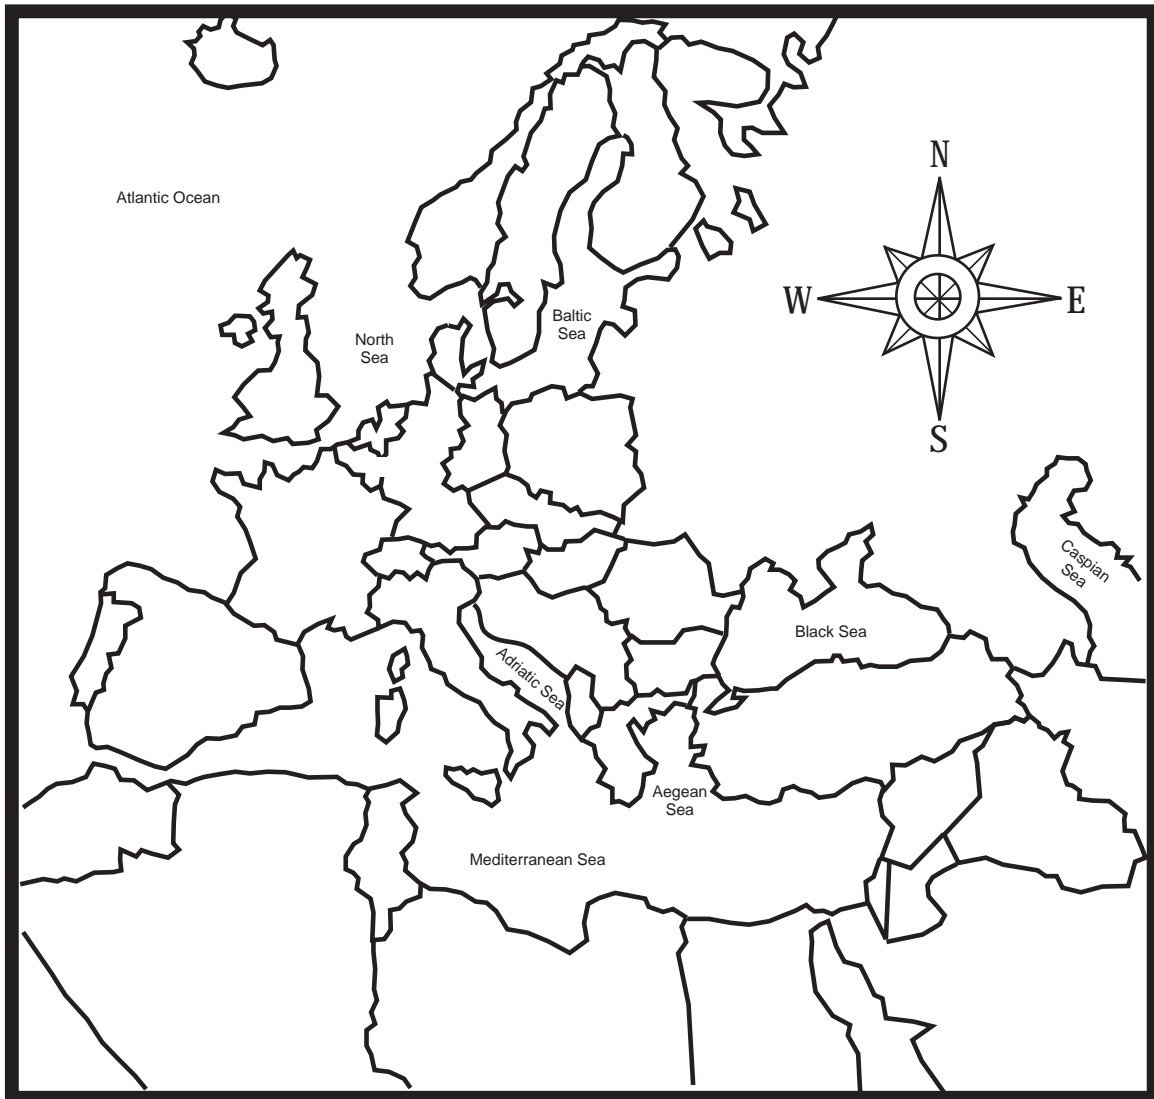 N
Atlantic Ocean
W
E
Baltic
Sea
North
Sea
S
Caspian
Sea
Black Sea
Adriatic Sea
Aegean
Sea
Mediterranean Sea